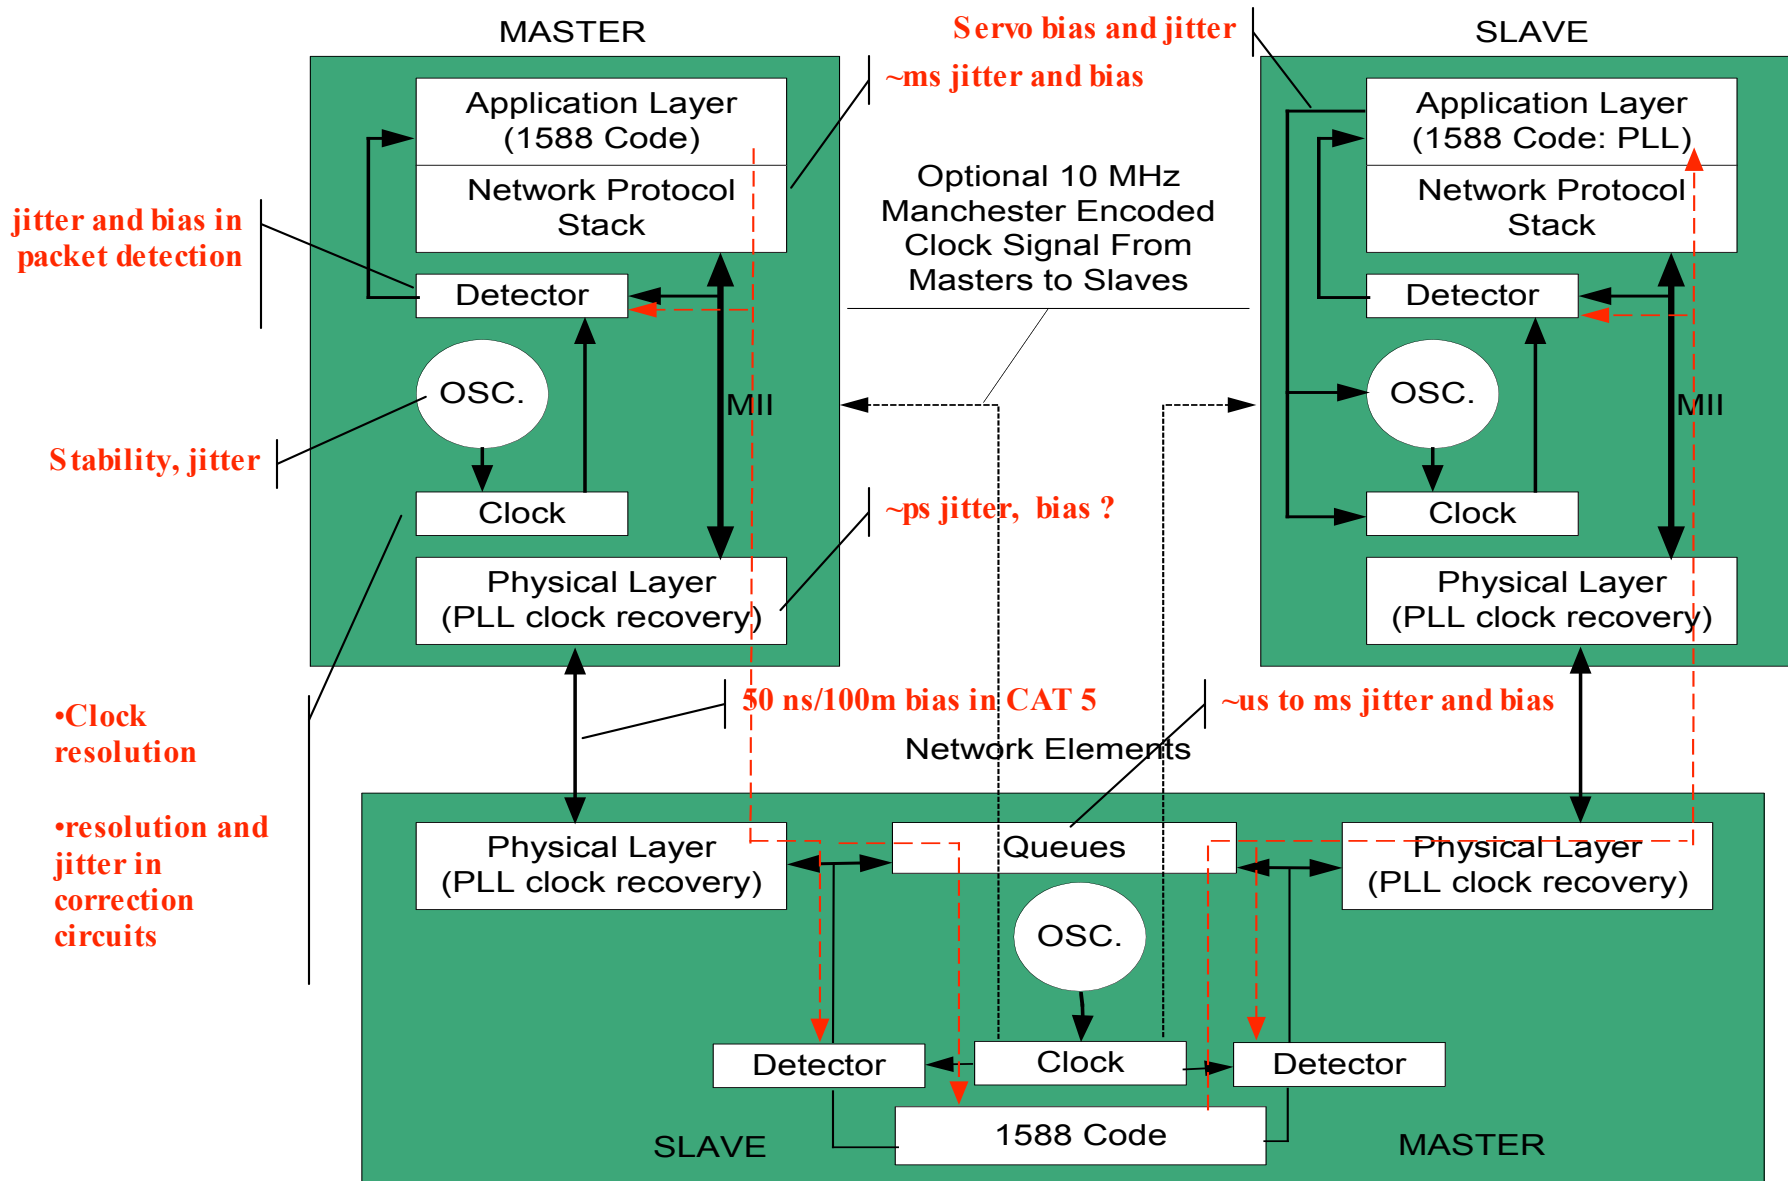 MASTER
Servo bias and jitter
SLAVE
~ms jitter and bias
Application Layer
(1588 Code)
Network Protocol
Stack
jitter and bias in
packet detection
Detector
OSC.
MII
Stability, jitter
Clock
~ps jitter, bias ?
Physical Layer
(PLL clock recovery)
Optional 10 MHz
Manchester Encoded
Clock Signal From
Masters to Slaves
Application Layer
(1588 Code: PLL)
Network Protocol
Stack
Detector
OSC.
MII
Clock
Physical Layer
(PLL clock recovery)
•Clock
resolution
•resolution and
jitter in
correction
circuits
50 ns/100m bias in CAT 5
~us to ms jitter and bias
Network Elements
Physical Layer
(PLL clock recovery)
Queues
Physical Layer
(PLL clock recovery)
OSC.
Detector
Clock
Detector
1588 Code
SLAVE
MASTER